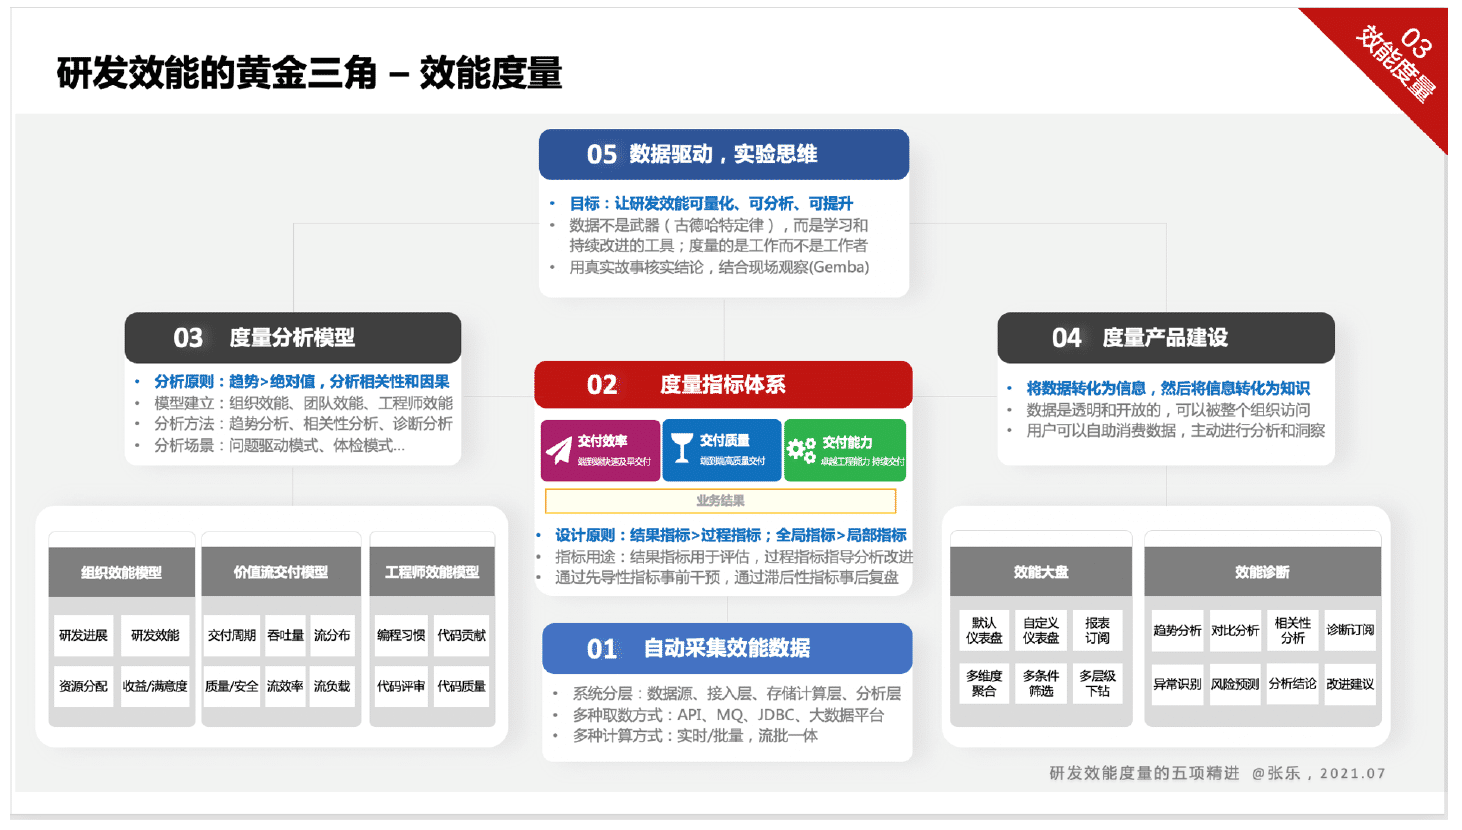 研发效能的黄金三角 – 效能度量
03
效能度量
05 数据驱动，实验思维
• 目标：让研发效能可量化、可分析、可提升
• 数据不是武器（古德哈特定律），而是学习和
持续改进的工具；度量的是工作而不是工作者
• 用真实故事核实结论，结合现场观察(Gemba)
03 度量分析模型
• 分析原则：趋势>绝对值，分析相关性和因果
• 模型建立：组织效能、团队效能、工程师效能
• 分析方法：趋势分析、相关性分析、诊断分析
• 分析场景：问题驱动模式、体检模式...
组织效能模型
研发进展 研发效能
资源分配 收益/满意度
价值流交付模型
交付周期 吞吐量 流分布
质量/安全 流效率 流负载
工程师效能模型
编程习惯 代码贡献
代码评审 代码质量
02 度量指标体系
交付效率
端到端快速及早交付
交付质量
端到端高质量交付
交付能力
卓越工程能力 持续交付
业务结果
• 设计原则：结果指标>过程指标；全局指标>局部指标
• 指标用途：结果指标用于评估，过程指标指导分析改进
• 通过先导性指标事前干预，通过滞后性指标事后复盘
01 自动采集效能数据
• 系统分层：数据源、接入层、存储计算层、分析层
• 多种取数方式：API、MQ、JDBC、大数据平台
• 多种计算方式：实时/批量，流批一体
04 度量产品建设
• 将数据转化为信息，然后将信息转化为知识
• 数据是透明和开放的，可以被整个组织访问
• 用户可以自助消费数据，主动进行分析和洞察
效能大盘
默认
仪表盘
自定义
仪表盘
报表
订阅
多维度
聚合
多条件
筛选
多层级
下钻
效能诊断
趋势分析 对比分析
相关性
分析
诊断订阅
异常识别 风险预测 分析结论 改进建议
研发效能度量的五项精进 @张乐，2021.07